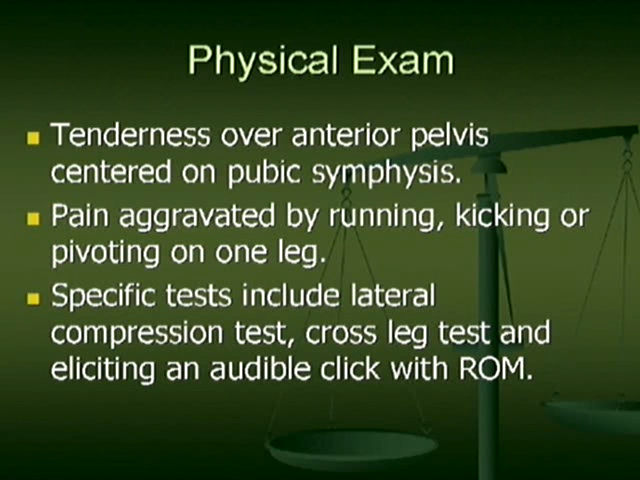 Physical Exam
Tenderness over anterior pelvis
centered on pubic symphysis.
Pain aggravated by running, kicking or
pivoting on one leg.
Specific tests include lateral
compression test, cross leg test and
eliciting an audible click with ROM.